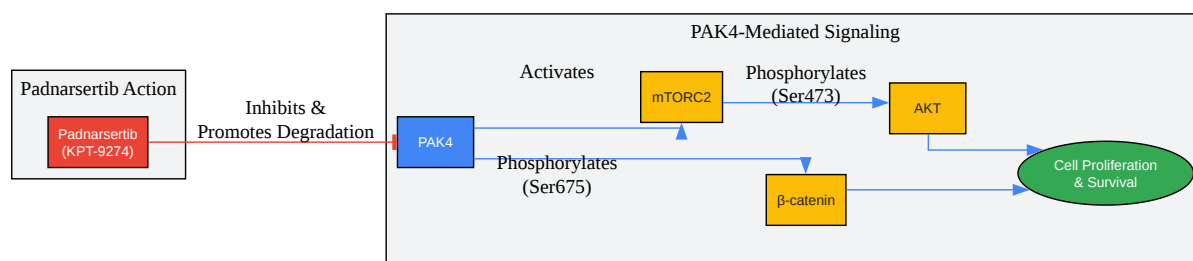 PAK4-Mediated Signaling
Padnarsertib Action
Padnarsertib
(KPT-9274)
Inhibits &
Promotes Degradation
PAK4
Activates
mTORC2
Phosphorylates
(Ser473)
AKT
Phosphorylates
(Ser675)
β-catenin
Cell Proliferation
& Survival